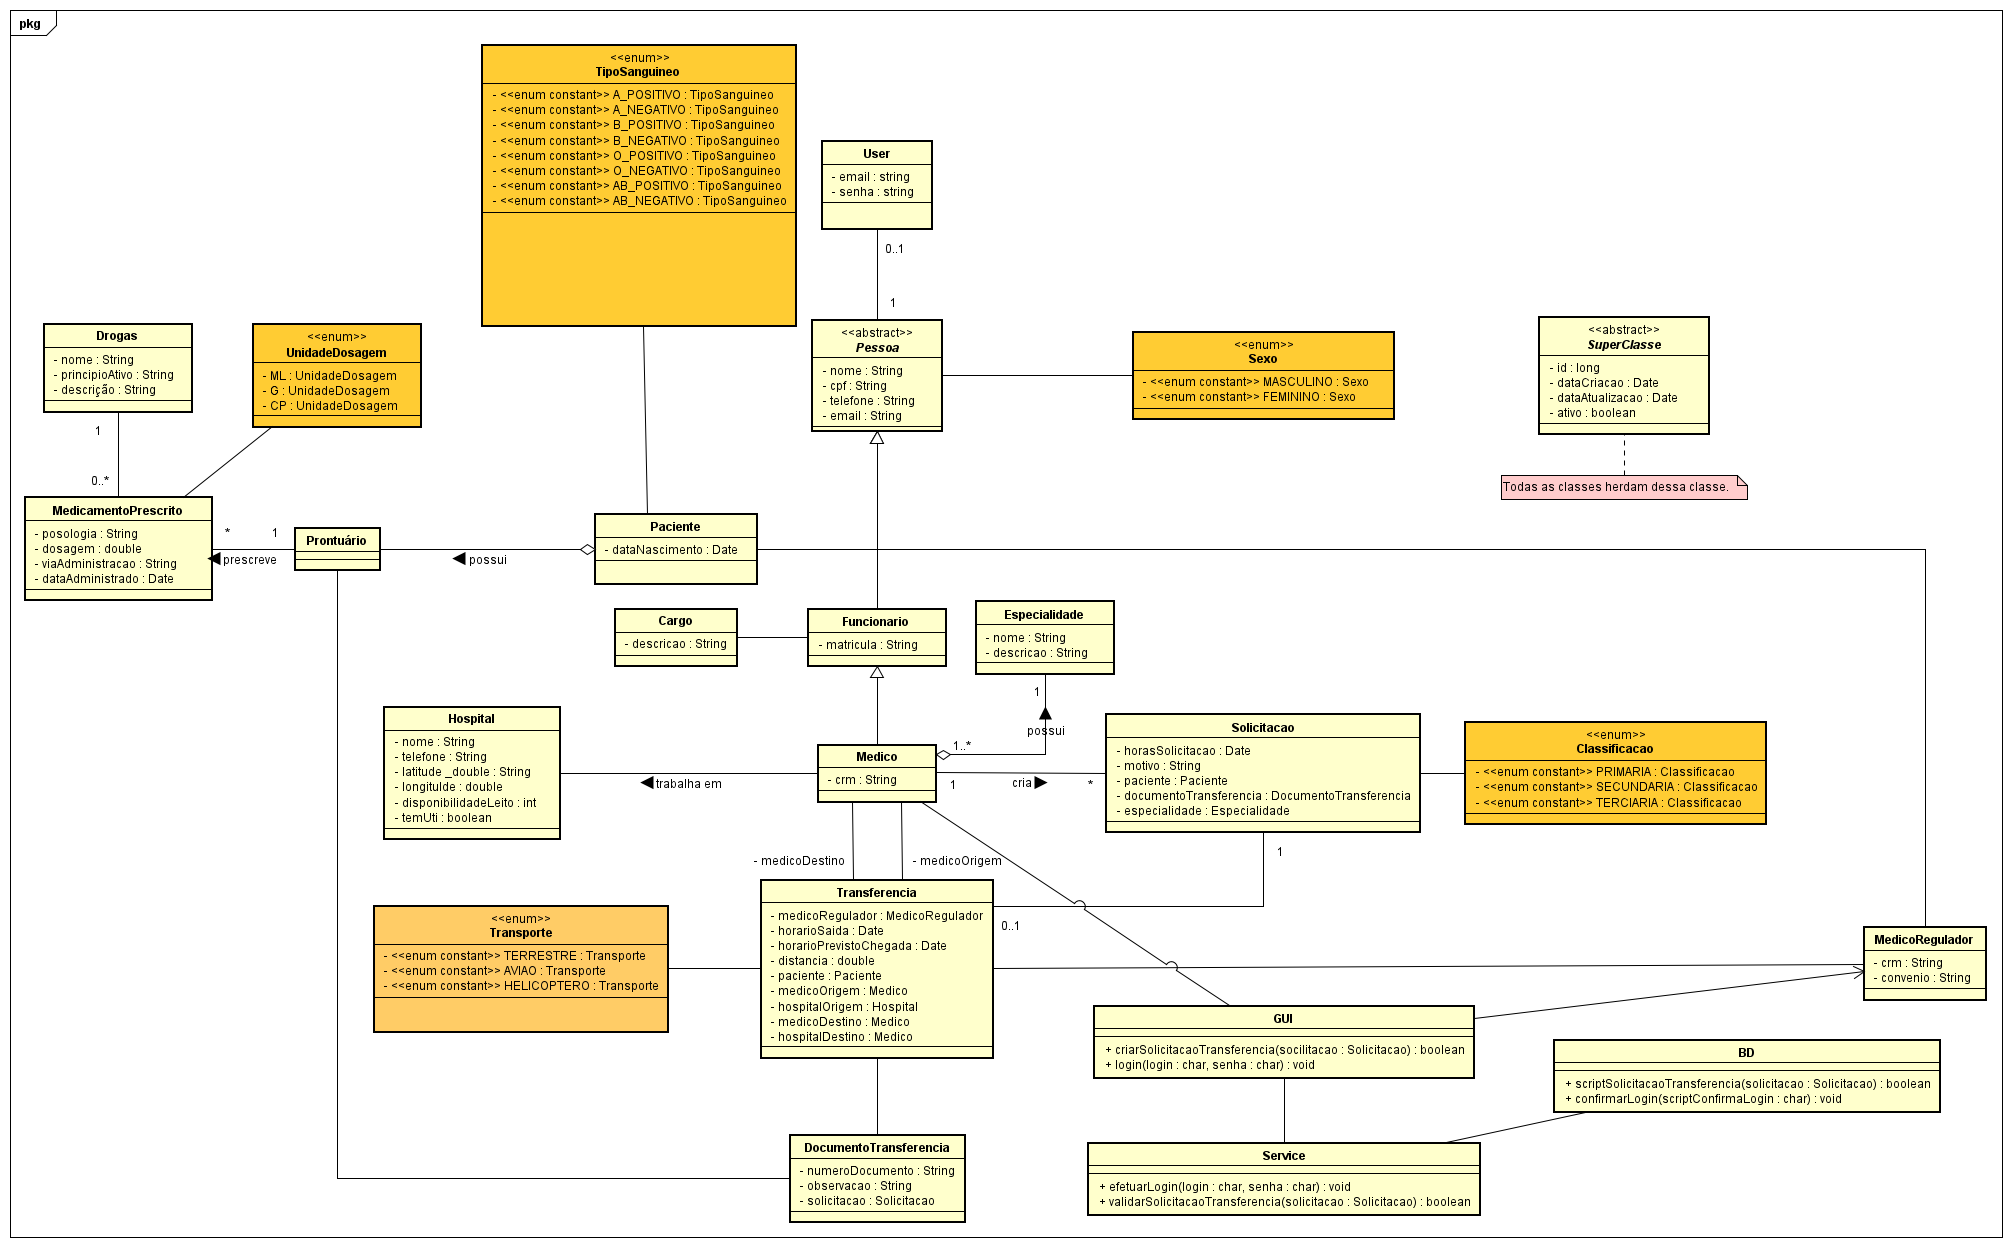 pkg
<<enum>>
TipoSanguineo
- <<enum constant>> A_POSITIVO : TipoSanguineo
- <<enum constant>> A_NEGATIVO : TipoSanguineo
- <<enum constant>> B_POSITIVO : TipoSanguineo
- <<enum constant>> B_NEGATIVO : TipoSanguineo
- <<enum constant>> O_POSITIVO : TipoSanguineo
- <<enum constant>> O_NEGATIVO : TipoSanguineo
- <<enum constant>> AB_POSITIVO : TipoSanguineo
- <<enum constant>> AB_NEGATIVO : TipoSanguineo
User
- email : string
- senha : string
0..1
1
Drogas
- nome : String
- principioAtivo : String
- descrição : String
1
0..*
<<enum>>
UnidadeDosagem
- ML : UnidadeDosagem
- G : UnidadeDosagem
- CP : UnidadeDosagem
<<abstract>>
Pessoa
- nome : String
- cpf : String
- telefone : String
- email : String
<<enum>>
Sexo
- <<enum constant>> MASCULINO : Sexo
- <<enum constant>> FEMININO : Sexo
<<abstract>>
SuperClasse
- id : long
- dataCriacao : Date
- dataAtualizacao : Date
- ativo : boolean
Todas as classes herdam dessa classe.
MedicamentoPrescrito
- posologia : String
- dosagem : double
- viaAdministracao : String
- dataAdministrado : Date
*
1
prescreve
Prontuário
possui
Paciente
- dataNascimento : Date
Cargo
- descricao : String
Funcionario
- matricula : String
Especialidade
- nome : String
- descricao : String
1
possui
1..*
Hospital
- nome : String
- telefone : String
- latitude _double : String
- longitulde : double
- disponibilidadeLeito : int
- temUti : boolean
trabalha em
Medico
- crm : String
1
cria
*
Solicitacao
- horasSolicitacao : Date
- motivo : String
- paciente : Paciente
- documentoTransferencia : DocumentoTransferencia
- especialidade : Especialidade
1
<<enum>>
Classificacao
- <<enum constant>> PRIMARIA : Classificacao
- <<enum constant>> SECUNDARIA : Classificacao
- <<enum constant>> TERCIARIA : Classificacao
- medicoDestino
- medicoOrigem
<<enum>>
Transporte
- <<enum constant>> TERRESTRE : Transporte
- <<enum constant>> AVIAO : Transporte
- <<enum constant>> HELICOPTERO : Transporte
Transferencia
- medicoRegulador : MedicoRegulador
- horarioSaida : Date
- horarioPrevistoChegada : Date
- distancia : double
- paciente : Paciente
- medicoOrigem : Medico
- hospitalOrigem : Hospital
- medicoDestino : Medico
- hospitalDestino : Medico
0..1
MedicoRegulador
- crm : String
- convenio : String
GUI
+ criarSolicitacaoTransferencia(socilitacao : Solicitacao) : boolean
+ login(login : char, senha : char) : void
BD
+ scriptSolicitacaoTransferencia(solicitacao : Solicitacao) : boolean
+ confirmarLogin(scriptConfirmaLogin : char) : void
DocumentoTransferencia
- numeroDocumento : String
- observacao : String
- solicitacao : Solicitacao
Service
+ efetuarLogin(login : char, senha : char) : void
+ validarSolicitacaoTransferencia(solicitacao : Solicitacao) : boolean